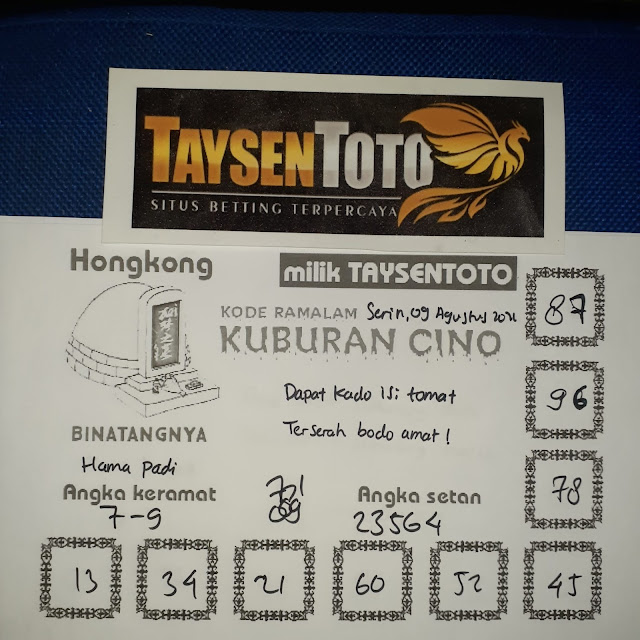 TAYSENTOTO
SITUS BETTING TERPERCAYA
Hongkong
milik TAYSENTOTO
KODE RAMALAM Serin, 09 Agustus
KUBURAN CINO
87
96
78
Dapat kado isi tomat
Terserah bodo amat!
BINATANGNYA
Hama padi
Angka keramat
7-9
Angka setan
23564
13 34 21 60 52 45